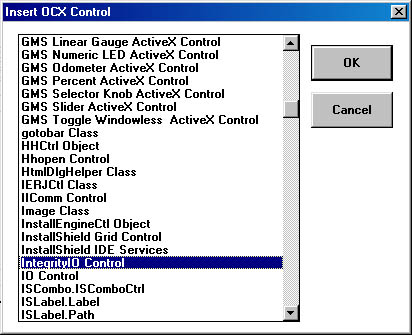 Insert OCX Control
GMS Linear Gauge ActiveX Control
GMS Numeric LED ActiveX Control
GMS Odometer ActiveX Control
GMS Percent ActiveX Control
GMS Selector Knob ActiveX Control
GMS Slider ActiveX Control
GMS Toggle Windowless  ActiveX Control
gotobar Class
HHCtrl Object
Hhopen Control
HtmlDlgHelper Class
IERJCtl Class
IIComm Control
Image Class
InstallEngineCtl Object
InstallShield Grid Control
InstallShield IDE Services
IntegrityIO Control
IO Control
ISCombo.ISComboCtrl
ISLabel.Label
ISLabel.Path
OK
Cancel